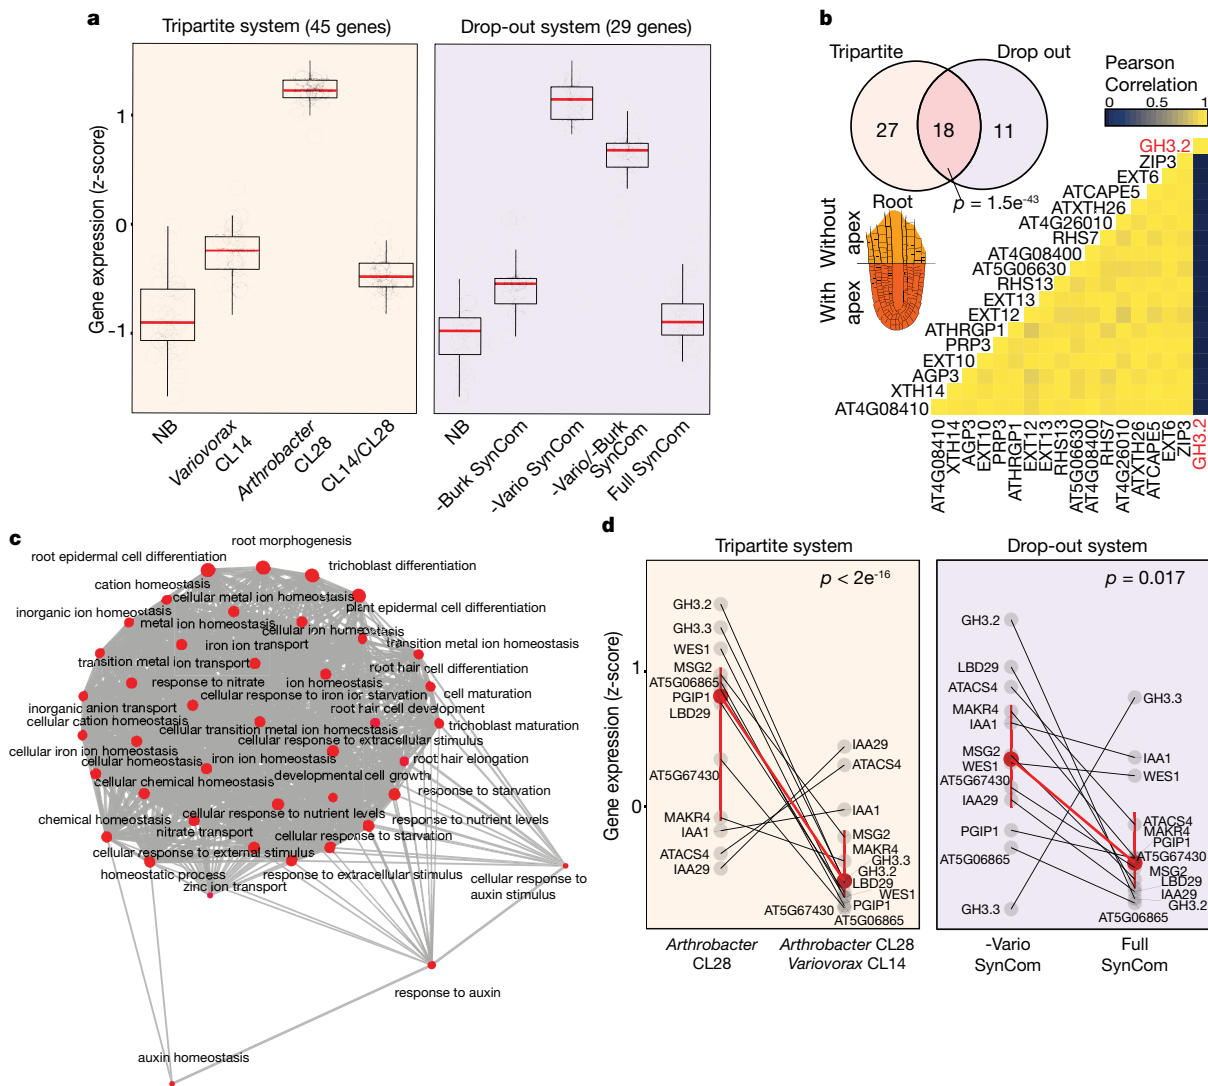 a
Tripartite system (45 genes)
Drop-out system (29 genes)
Gene expression (z-score)
1
0
−1
NB
Variovorax
CL14
Arthrobacter
CL28
CL14/CL28
NB
-Burk SynCom
-Vario SynCom
-Vario/-Burk
SynCom
Full SynCom
b
Tripartite
Drop out
27
18
11
p = 1.5e-43
Pearson
Correlation
0
0.5
1
Root
Without
apex
With
apex
GH3.2
ZIP3
EXT6
ATCAPE5
ATXTH26
AT4G26010
RHS7
AT4G08400
AT5G06630
RHS13
EXT13
EXT12
ATHRGP1
PRP3
EXT10
AGP3
XTH14
AT4G08410
AT4G08410
XTH14
AGP3
EXT10
PRP3
ATHRGP1
EXT12
EXT13
RHS13
AT5G06630
AT4G08400
RHS7
AT4G26010
ATXTH26
ATCAPE5
EXT6
ZIP3
GH3.2
c
root morphogenesis
root epidermal cell differentiation
trichoblast differentiation
cation homeostasis
cellular metal ion homeostasis
plant epidermal cell differentiation
inorganic ion homeostasis
metal ion homeostasis
cellular ion homeostasis
iron ion transport
transition metal ion homeostasis
transition metal ion transport
root hair cell differentiation
response to nitrate
ion homeostasis
cellular response to iron ion starvation
cell maturation
inorganic anion transport
root hair cell development
cellular cation homeostasis
cellular transition metal ion homeostasis
trichoblast maturation
cellular response to extracellular stimulus
cellular iron ion homeostasis
iron ion homeostasis
root hair elongation
cellular homeostasis
developmental cell growth
cellular chemical homeostasis
response to starvation
cellular response to nutrient levels
response to nutrient levels
chemical homeostasis
nitrate transport
cellular response to starvation
cellular response to external stimulus
homeostatic process
response to extracellular stimulus
zinc ion transport
cellular response to
auxin stimulus
response to auxin
auxin homeostasis
d
Tripartite system
Drop-out system
Gene expression (z-score)
1
0
p < 2e-16
GH3.2
GH3.3
WES1
MSG2
AT5G06865
PGIP1
LBD29
AT5G67430
MAKR4
IAA1
ATACS4
IAA29
IAA29
ATACS4
IAA1
MSG2
MAKR4
GH3.3
GH3.2
LBD29
WES1
PGIP1
AT5G67430
AT5G06865
Arthrobacter
CL28
Arthrobacter CL28
Variovorax CL14
p = 0.017
GH3.2
LBD29
ATACS4
MAKR4
IAA1
MSG2
WES1
AT5G67430
IAA29
PGIP1
AT5G06865
GH3.3
GH3.3
IAA1
WES1
ATACS4
MAKR4
PGIP1
AT5G67430
MSG2
LBD29
IAA29
GH3.2
AT5G06865
-Vario
SynCom
Full
SynCom